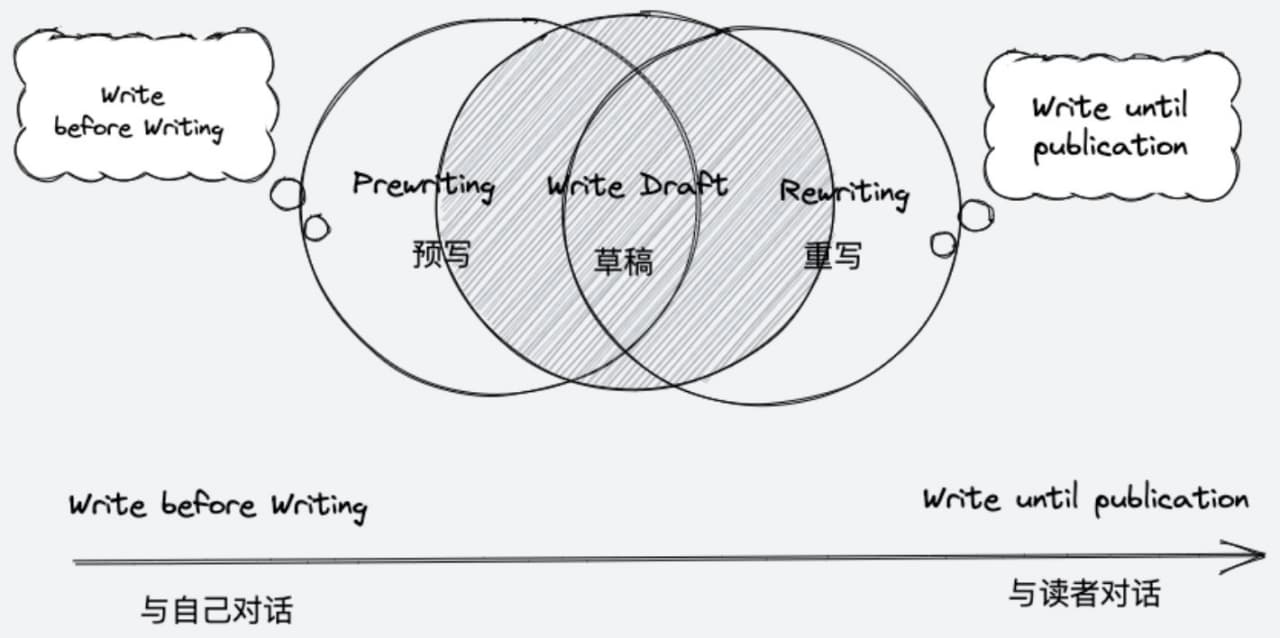 Write
before Writing
Write until
publication
Prewriting
Write Draft
Rewriting
预写
草稿
重写
Write before Writing
Write until publication
与自己对话
与读者对话